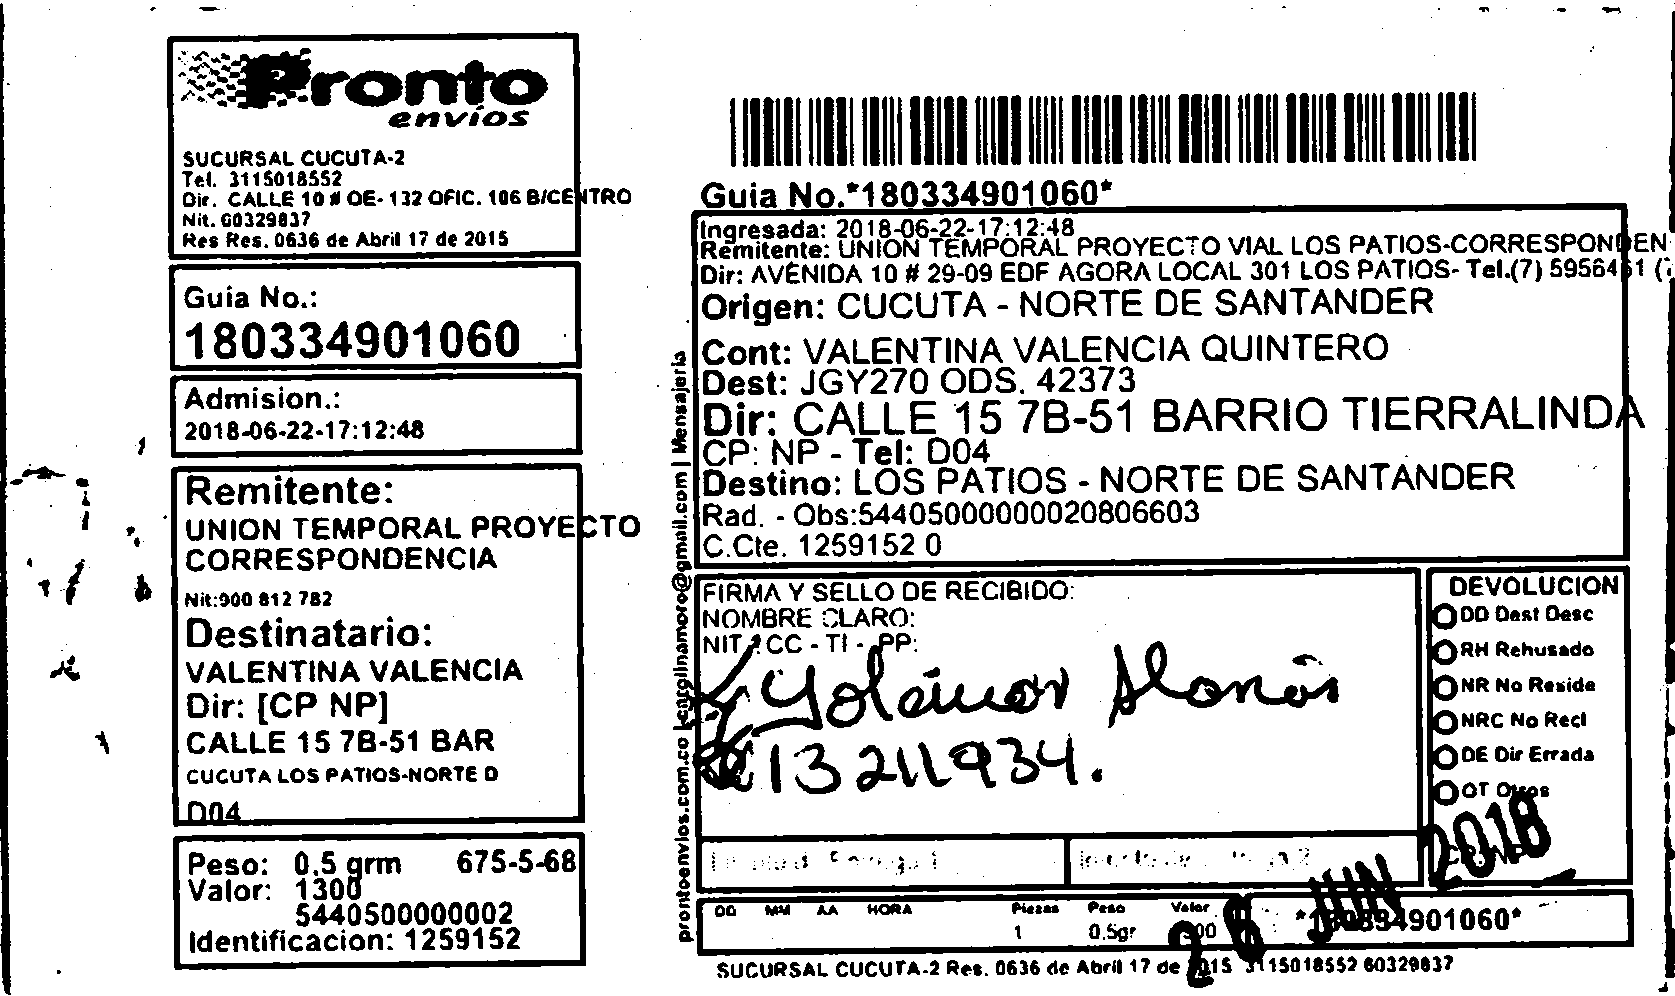 Pronto
envíos
SUCURSAL CUCUTA-2
Tel. 3115018552
Dir. CALLE 10 # OE- 132 OFIC. 106 B/CENTRO
Nit. 60329837
Res Res. 0636 de Abril 17 de 2015
Guia No.:
180334901060
Admision.:
2018-06-22-17:12:48
Remitente:
UNION TEMPORAL PROYECTO
CORRESPONDENCIA
Nit:900 812 782
Destinatario:
VALENTINA VALENCIA
Dir: [CP NP]
CALLE 15 7B-51 BAR
CUCUTA LOS PATIOS-NORTE D
D04
Peso: 0.5 grm 675-5-68
Valor: 1300
5440500000002
Identificacion: 1259152
prontoenvios.com.co | carolinamoro@gmail.com | Mensajeria
Guia No.*180334901060*
Ingresada: 2018-06-22-17:12:48
Remitente: UNION TEMPORAL PROYECTO VIAL LOS PATIOS-CORRESPONDEN
Dir: AVENIDA 10 # 29-09 EDF AGORA LOCAL 301 LOS PATIOS- Tel.(7) 5956461 (
Origen: CUCUTA - NORTE DE SANTANDER
Cont: VALENTINA VALENCIA QUINTERO
Dest: JGY270 ODS. 42373
Dir: CALLE 15 7B-51 BARRIO TIERRALINDA
CP: NP - Tel: D04
Destino: LOS PATIOS - NORTE DE SANTANDER
Rad. - Obs:54405000000020806603
C.Cte. 1259152 0
FIRMA Y SELLO DE RECIBIDO:
NOMBRE CLARO:
NIT - CC - TI - PP:
13211934.
DEVOLUCION
DD Dest Desc
RH Rehusado
NR No Reside
NRC No Recl
DE Dir Errada
OT Otros
DD MM AA HORA Piezas Peso Valor
1 0.5gr
*180334901060*
JUN 2018
SUCURSAL CUCUTA-2 Res. 0636 de Abril 17 de 2015 3115018552 60329837